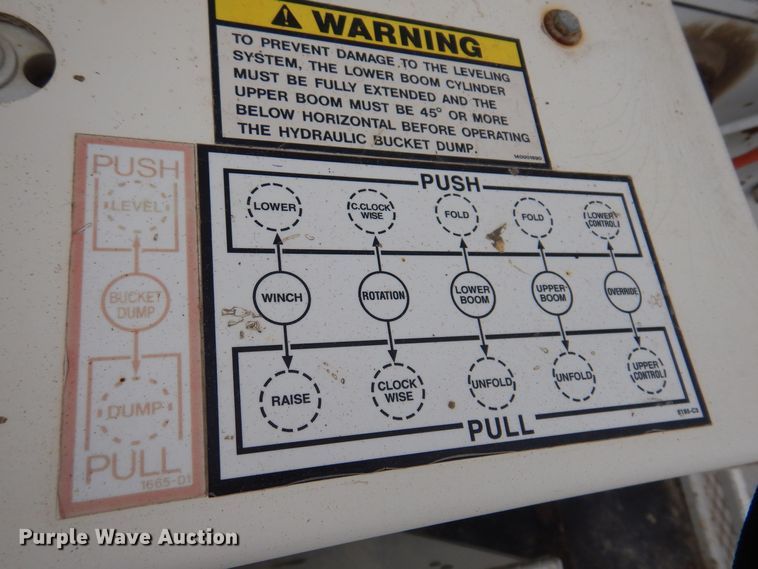 WARNING
TO PREVENT DAMAGE TO THE LEVELING
SYSTEM, THE LOWER BOOM CYLINDER
MUST BE FULLY EXTENDED AND THE
UPPER BOOM MUST BE 45° OR MORE
BELOW HORIZONTAL BEFORE OPERATING
THE HYDRAULIC BUCKET DUMP.
PUSH
LEVEL
BUCKET
DUMP
DUMP
PULL
1665-01
PUSH
LOWER
C.CLOCK
WISE
FOLD
FOLD
LOWER
CONTROL
WINCH
ROTATION
LOWER
BOOM
UPPER
BOOM
OVERRIDE
RAISE
CLOCK
WISE
UNFOLD
UNFOLD
UPPER
CONTROL
PULL
Purple Wave Auction